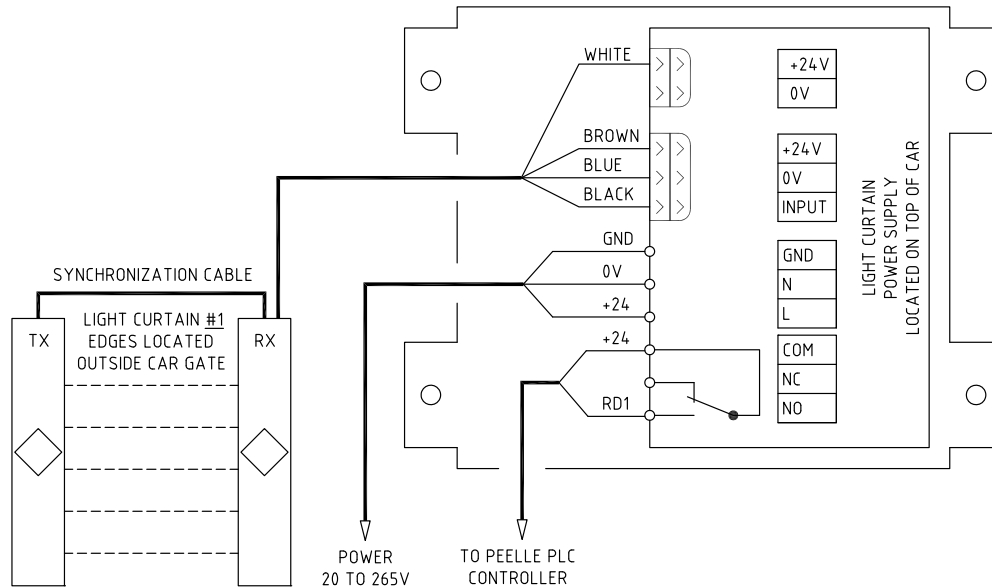 WHITE
+24V
0V
BROWN
BLUE
BLACK
+24V
0V
INPUT
GND
0V
+24
GND
N
L
+24
RD1
COM
NC
NO
LIGHT CURTAIN
POWER SUPPLY
LOCATED ON TOP OF CAR
SYNCHRONIZATION CABLE
TX
LIGHT CURTAIN #1
EDGES LOCATED
OUTSIDE CAR GATE
RX
POWER
20 TO 265V
TO PEELLE PLC
CONTROLLER